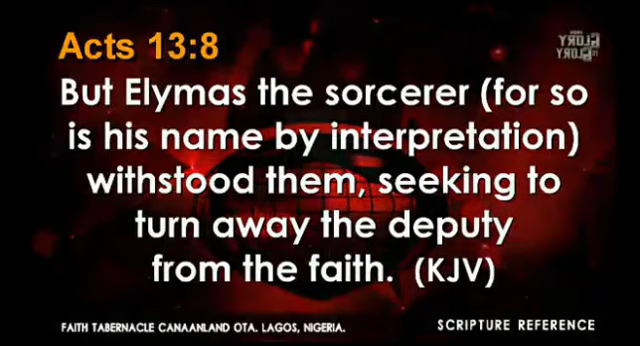 Acts 13:8
But Elymas the sorcerer (for so
is his name by interpretation)
withstood them, seeking to
turn away the deputy
from the faith. (KJV)
FAITH TABERNACLE CANAANLAND OTA. LAGOS, NIGERIA.
SCRIPTURE REFERENCE